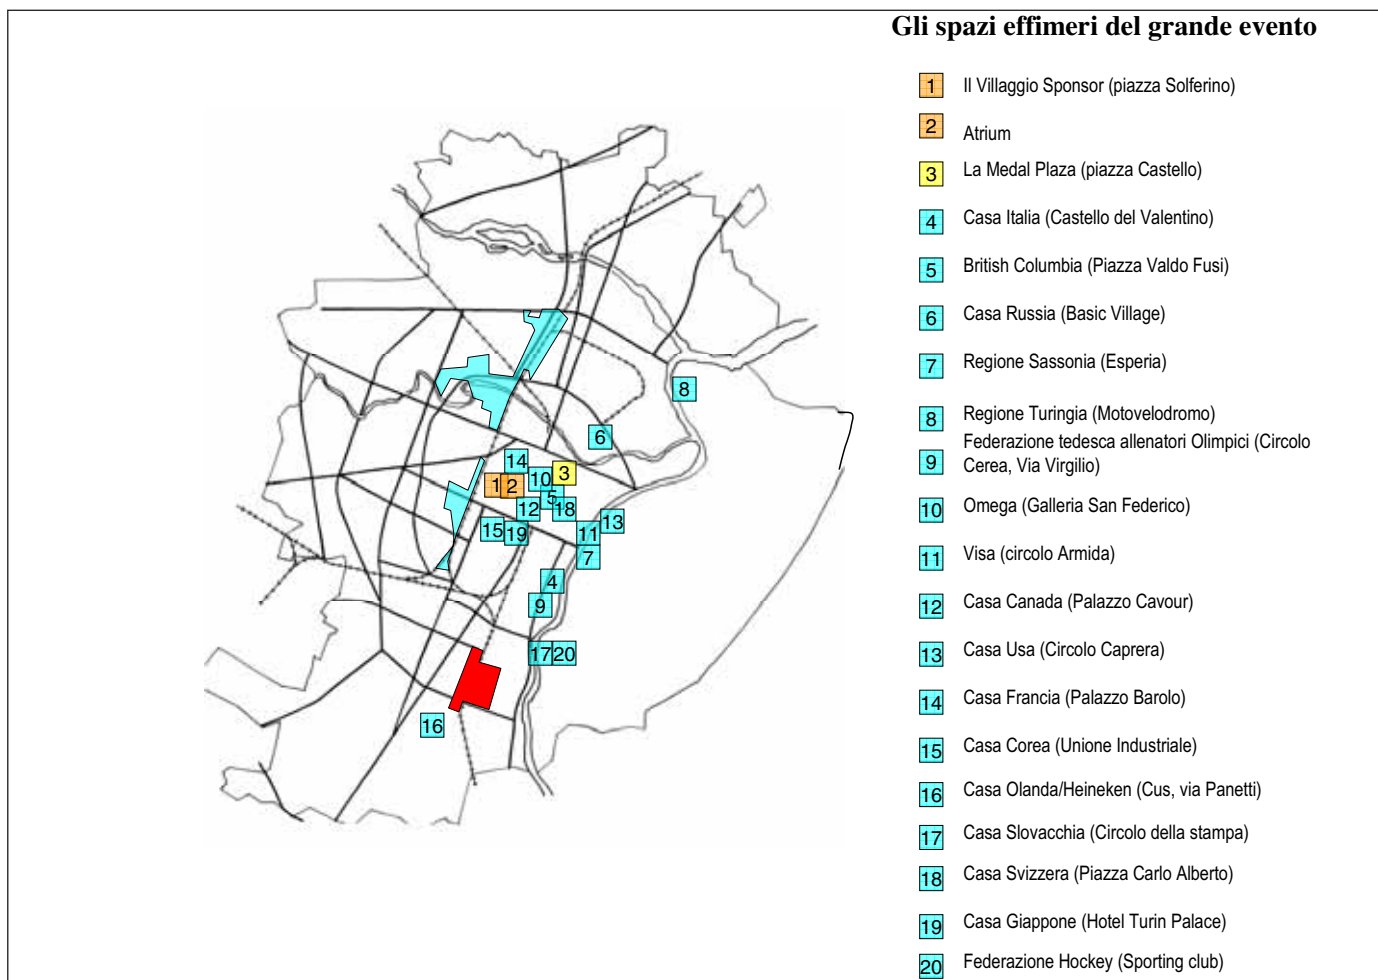 Gli spazi effimeri del grande evento
1 Il Villaggio Sponsor (piazza Solferino)
2 Atrium
3 La Medal Plaza (piazza Castello)
4 Casa Italia (Castello del Valentino)
5 British Columbia (Piazza Valdo Fusi)
6 Casa Russia (Basic Village)
7 Regione Sassonia (Esperia)
8 Regione Turingia (Motovelodromo)
9 Federazione tedesca allenatori Olimpici (Circolo
Cerea, Via Virgilio)
10 Omega (Galleria San Federico)
11 Visa (circolo Armida)
12 Casa Canada (Palazzo Cavour)
13 Casa Usa (Circolo Caprera)
14 Casa Francia (Palazzo Barolo)
15 Casa Corea (Unione Industriale)
16 Casa Olanda/Heineken (Cus, via Panetti)
17 Casa Slovacchia (Circolo della stampa)
18 Casa Svizzera (Piazza Carlo Alberto)
19 Casa Giappone (Hotel Turin Palace)
20 Federazione Hockey (Sporting club)
8
6
14
3
10
1 2
5
12 18
13
15 19 11
7
4
9
17 20
16